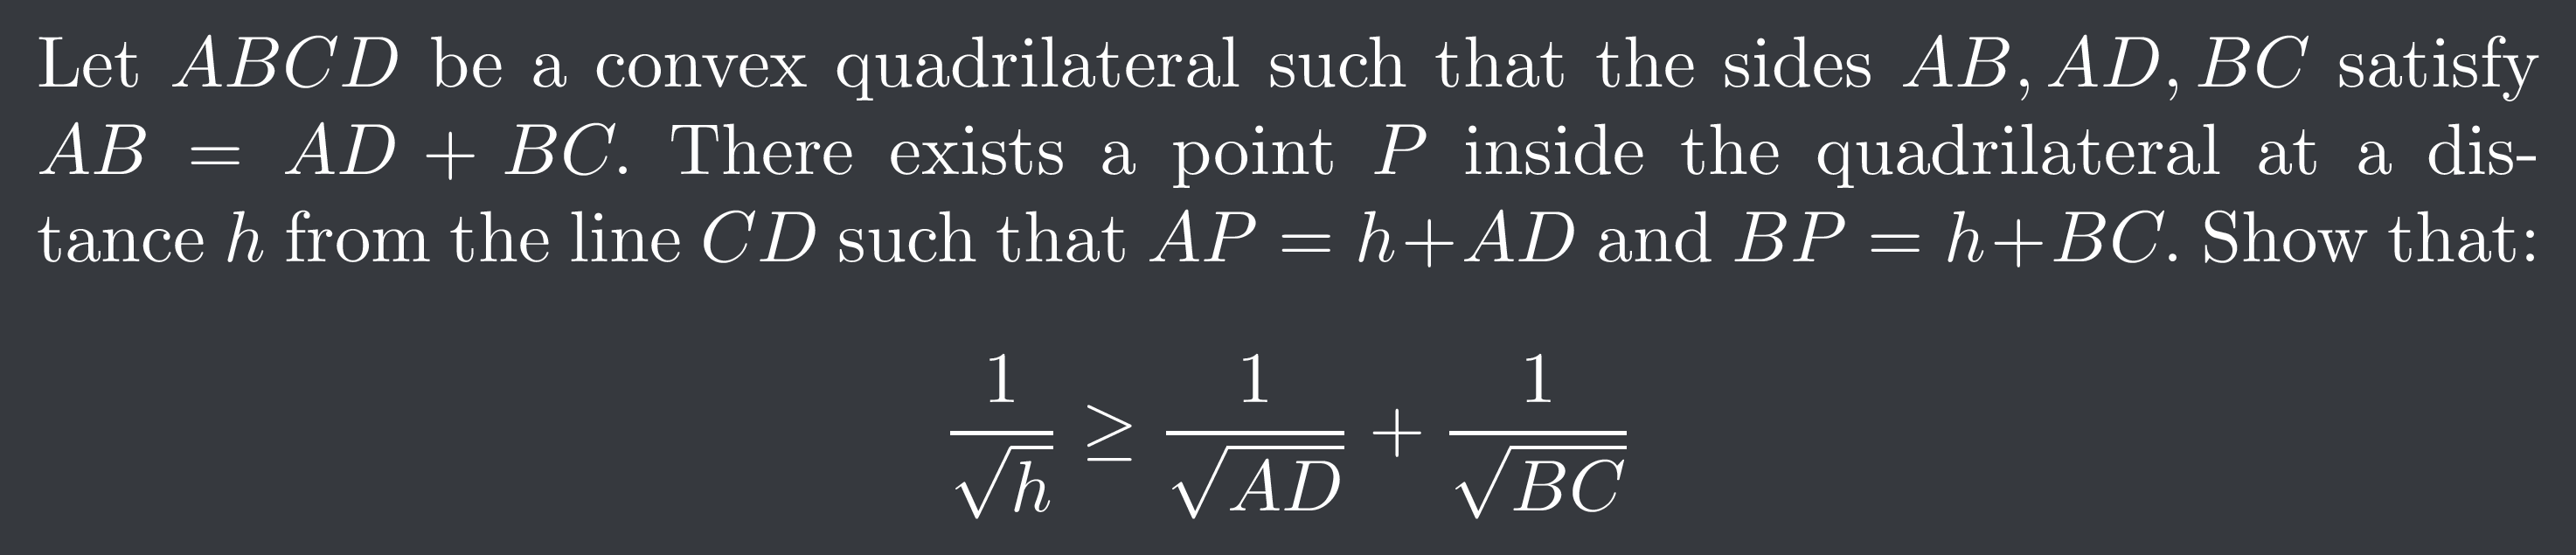 Let ABCD be a convex quadrilateral such that the sides AB, AD, BC satisfy
AB = AD + BC. There exists a point P inside the quadrilateral at a dis-
tance h from the line CD such that AP = h+AD and BP = h+BC. Show that:
1/√h ≥ 1/√AD + 1/√BC